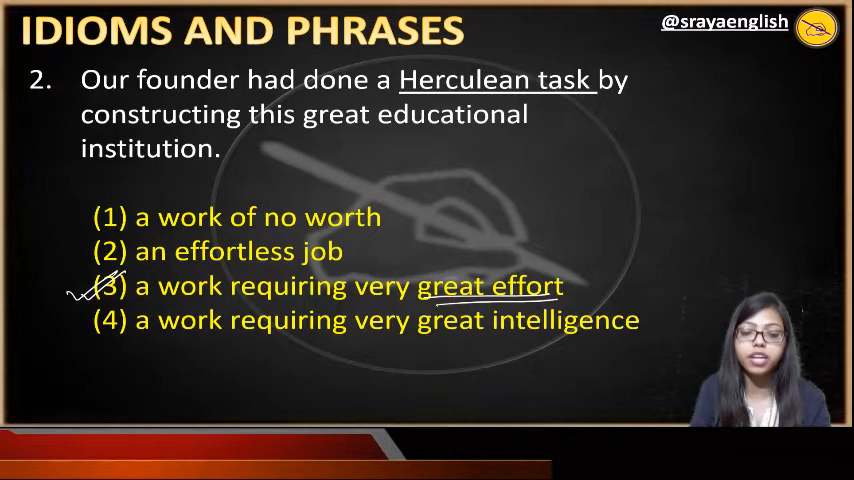 IDIOMS AND PHRASES
@srayaenglish
2. Our founder had done a Herculean task by
constructing this great educational
institution.
(1) a work of no worth
(2) an effortless job
(3) a work requiring very great effort
(4) a work requiring very great intelligence